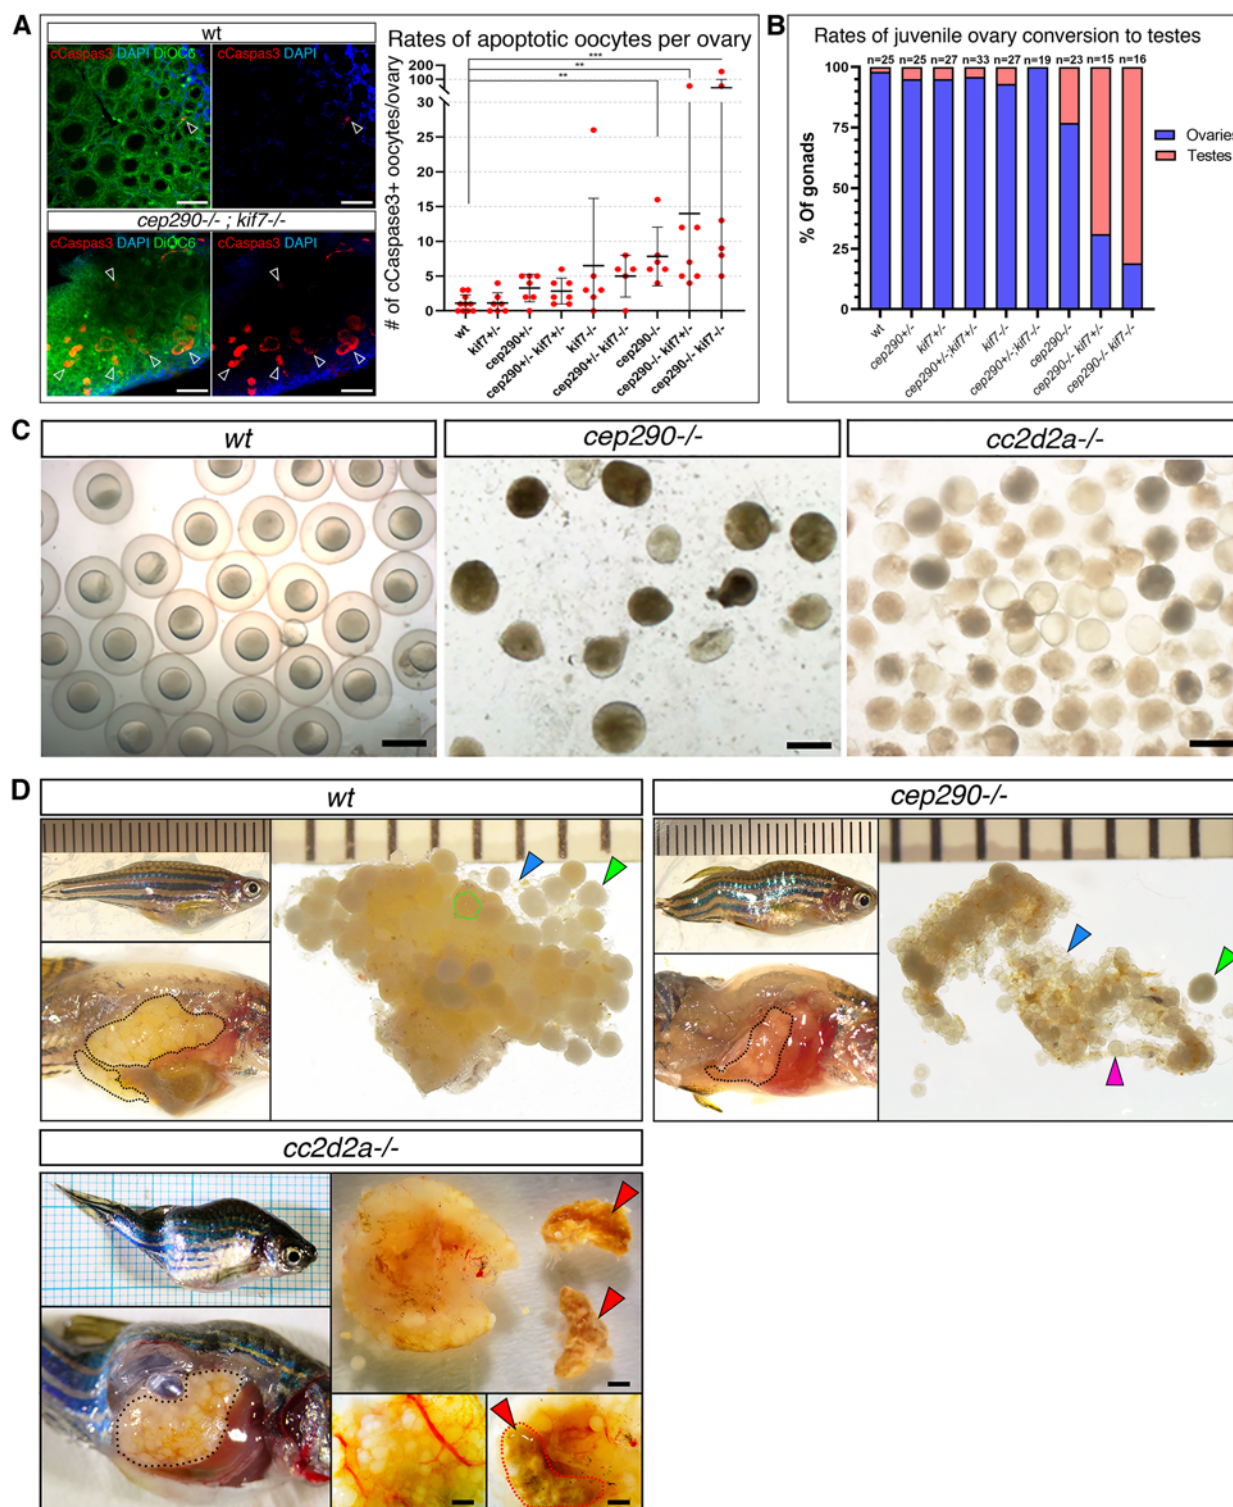 A
wt
cCaspas3 DAPI DiOC6
cCaspas3 DAPI
cep290-/- ; kif7-/-
cCaspas3 DAPI DiOC6
cCaspas3 DAPI
Rates of apoptotic oocytes per ovary
# of cCaspase3+ oocytes/ovary
200
100
30
25
20
15
10
5
0
***
**
**
wt
kif7+/-
cep290+/-
cep290+/- kif7+/-
kif7-/-
cep290+/- kif7-/-
cep290-/-
cep290-/- kif7+/-
cep290-/- kif7-/-
B
Rates of juvenile ovary conversion to testes
n=25 n=25 n=27 n=33 n=27 n=19 n=23 n=15 n=16
% Of gonads
100
75
50
25
0
wt
cep290+/-
kif7+/-
cep290+/-;kif7+/-
kif7-/-
cep290+/-;kif7-/-
cep290-/-
cep290-/- kif7+/-
cep290-/- kif7-/-
Ovaries
Testes
C
wt
cep290-/-
cc2d2a-/-
D
wt
cep290-/-
cc2d2a-/-